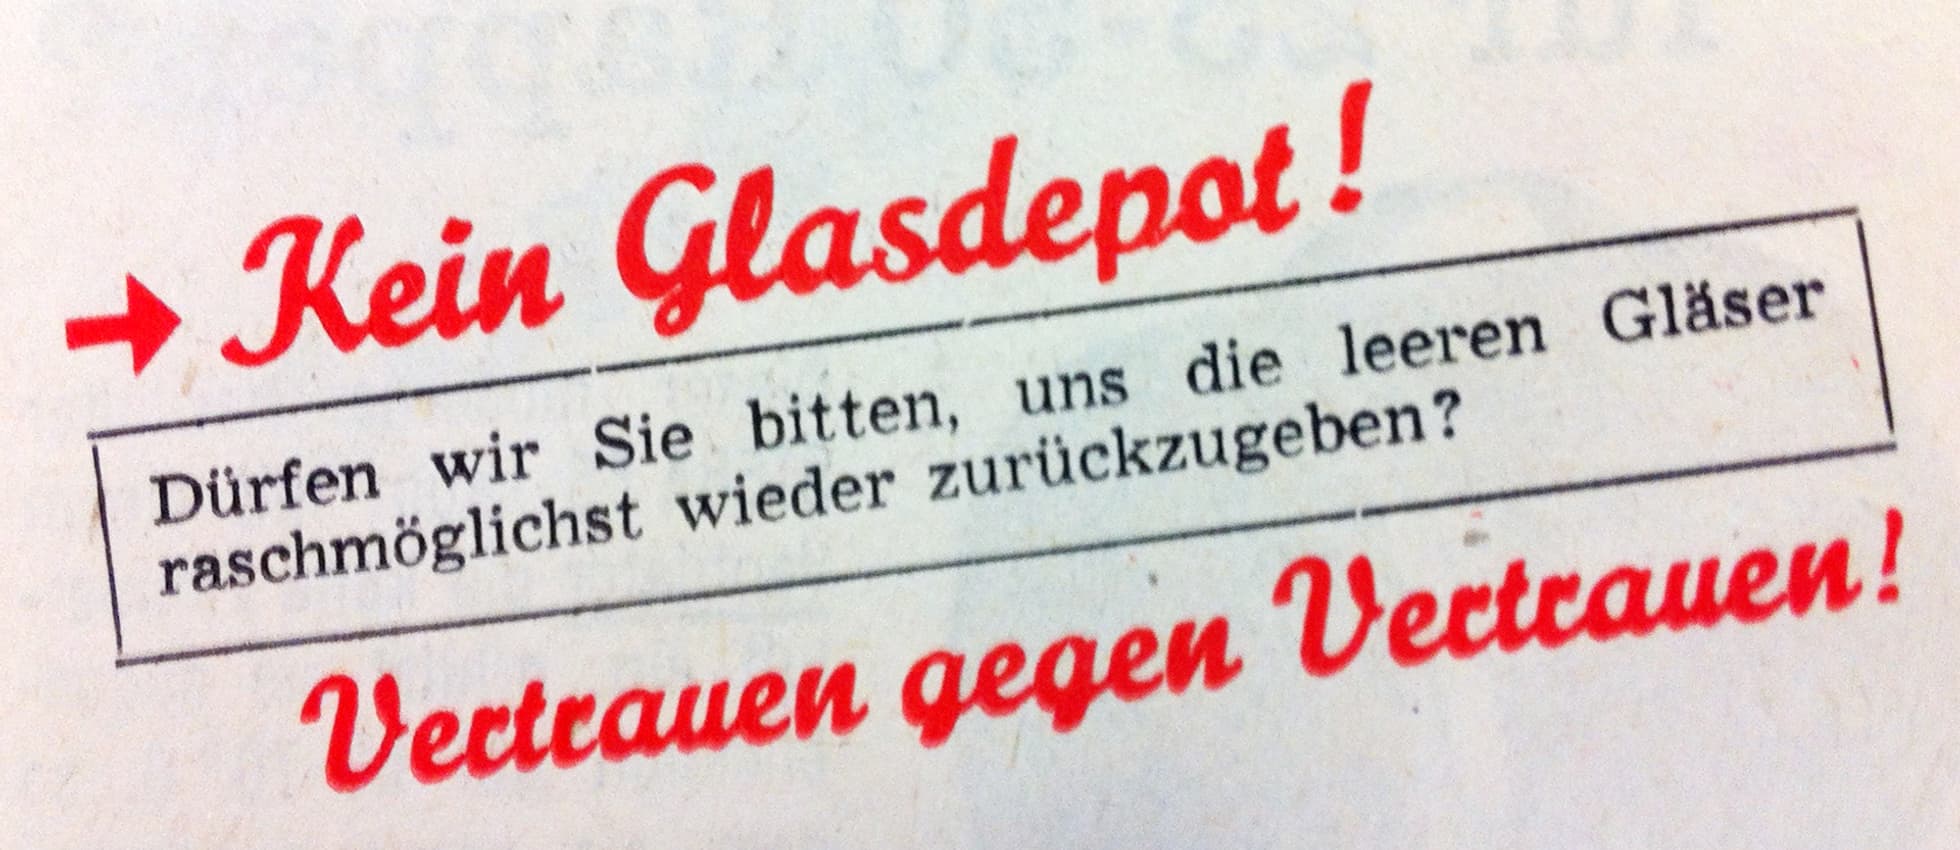 Kein Glasdepot!
Dürfen wir Sie bitten, uns die leeren Gläser
raschmöglichst wieder zurückzugeben?
Vertrauen gegen Vertrauen!